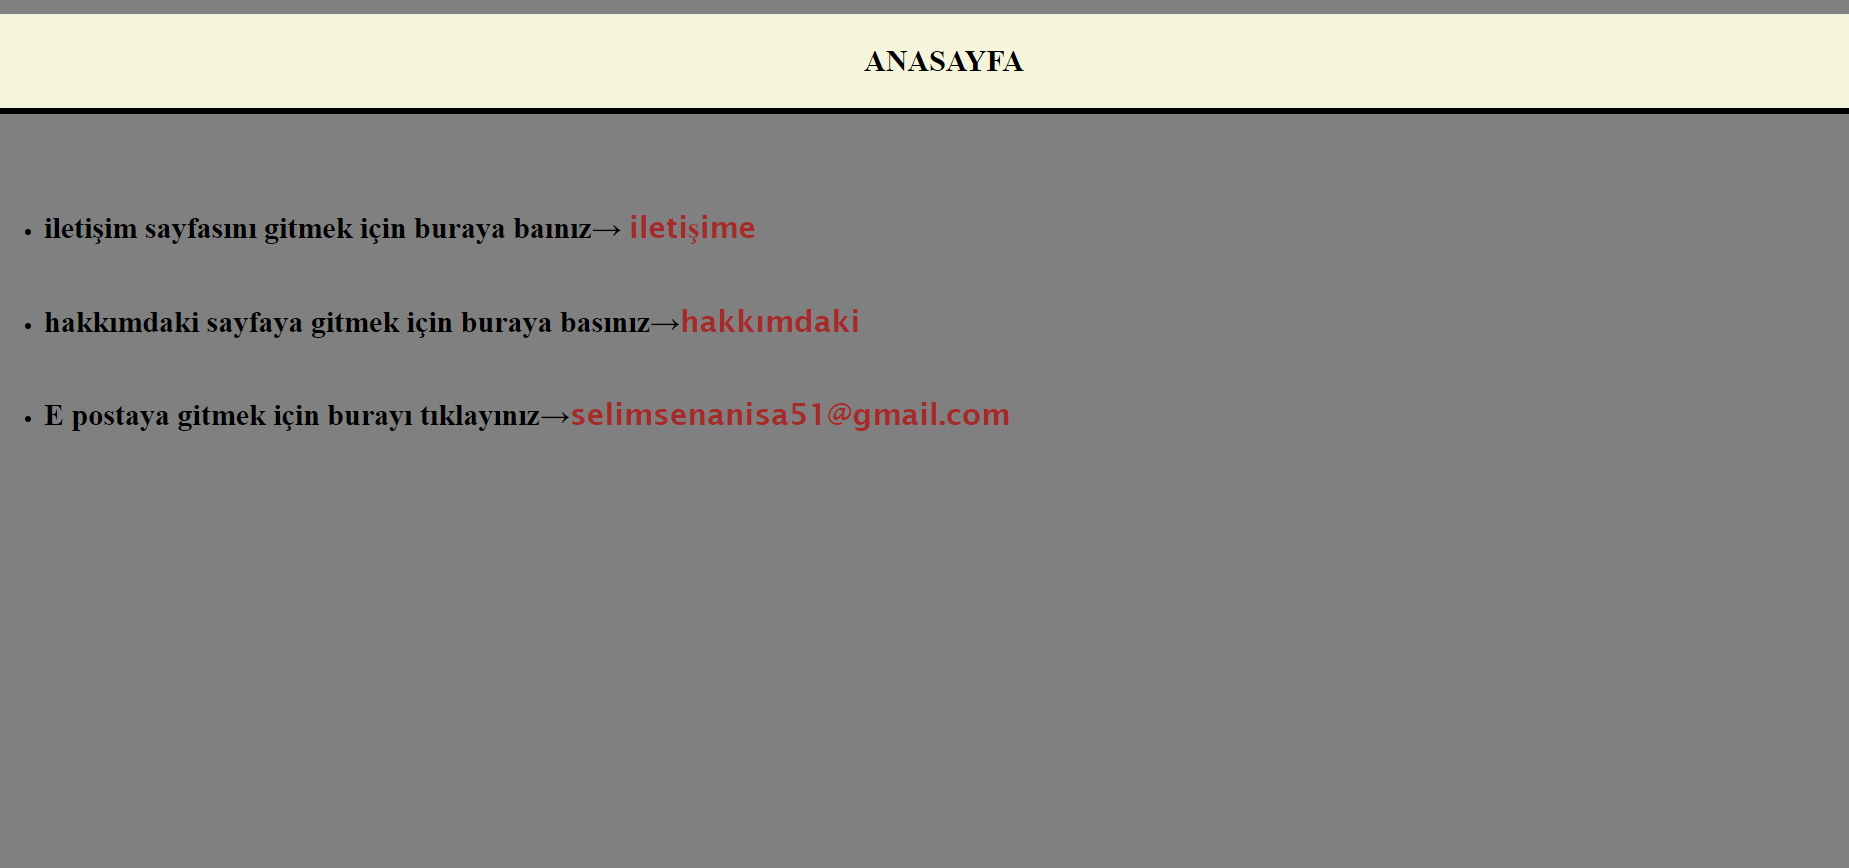 ANASAYFA
• iletişim sayfasını gitmek için buraya baınız→ iletişime
• hakkımdaki sayfaya gitmek için buraya basınız→hakkımdaki
• E postaya gitmek için burayı tıklayınız→selimsenanisa51@gmail.com